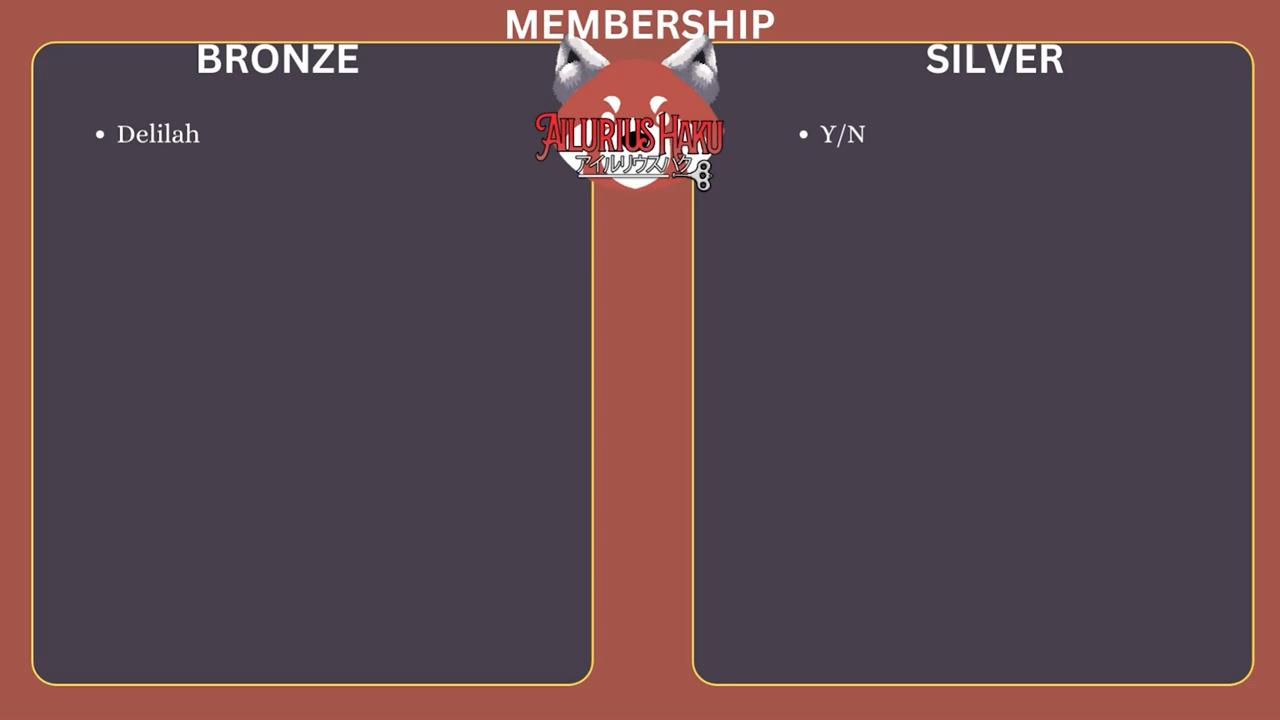 MEMBERSHIP
BRONZE
• Delilah
AILURIUS HAKU
アイルリウスハク
SILVER
• Y/N